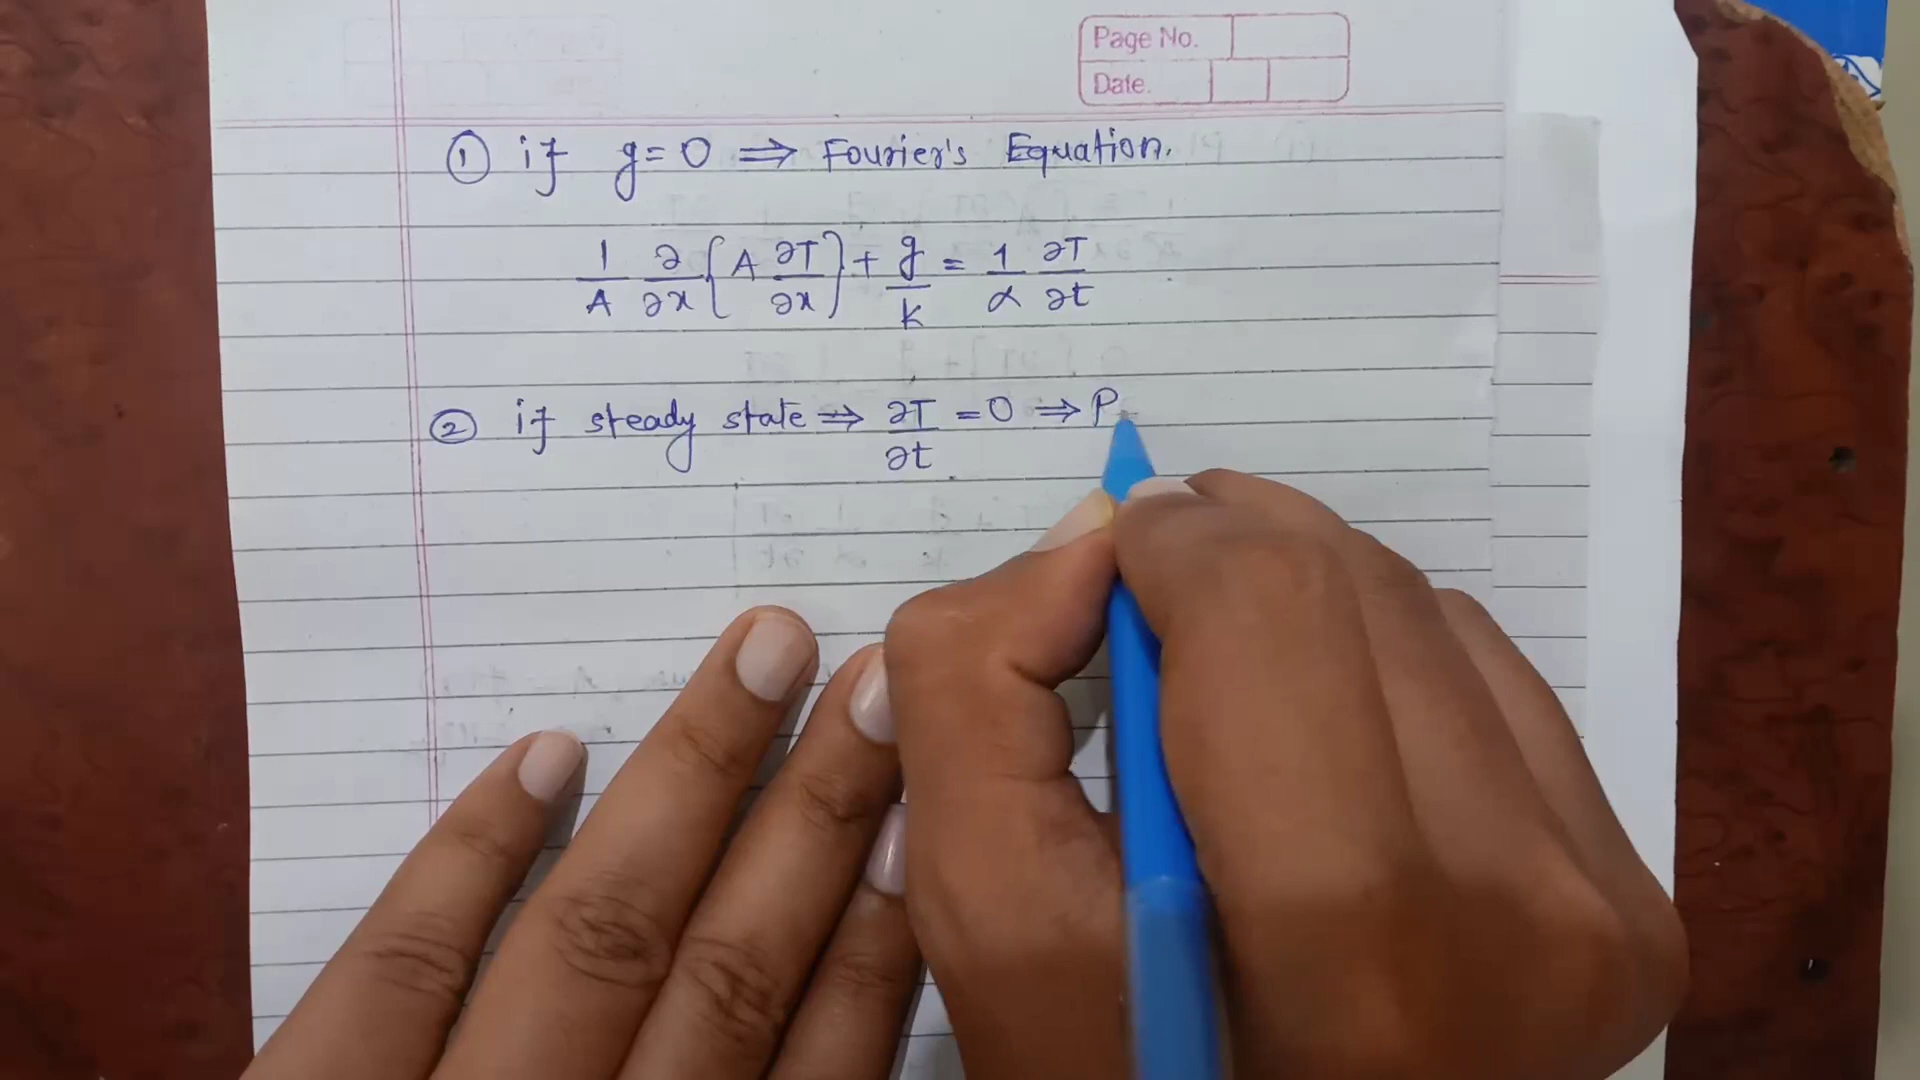 Page No.
Date.
① if g=0 ⟹ Fourier's Equation.
1/A ∂/∂x (A ∂T/∂x) + g/k = 1/α ∂T/∂t
② if steady state ⟹ ∂T/∂t = 0 ⟹ P